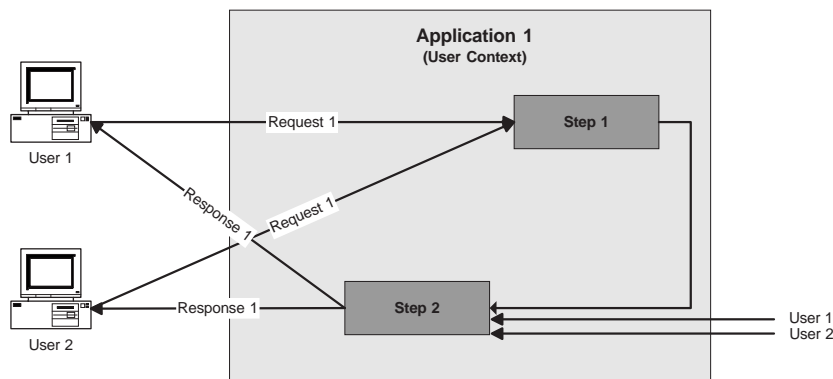 Application 1
(User Context)
Request 1
Step 1
User 1
Response 1
Request 1
Response 1
Step 2
User 1
User 2
User 2